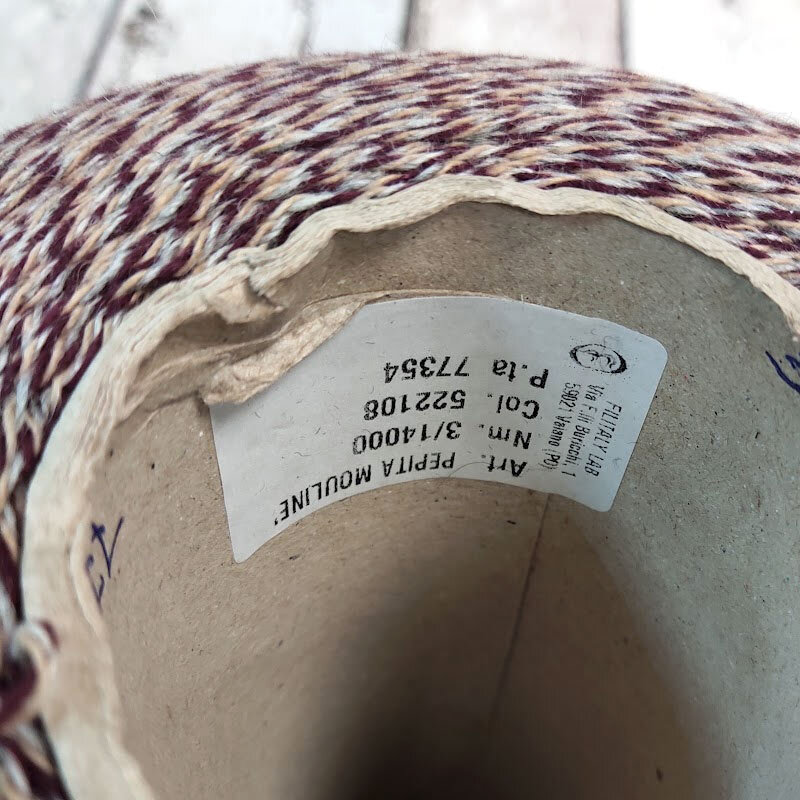 FILITALY LAB
Via F.lli Buricchi, 1
59021 Vaiano (PO)
Art. PEPITA MOULINE'
Nm. 3/14000
Col. 522108
P.ta 77354